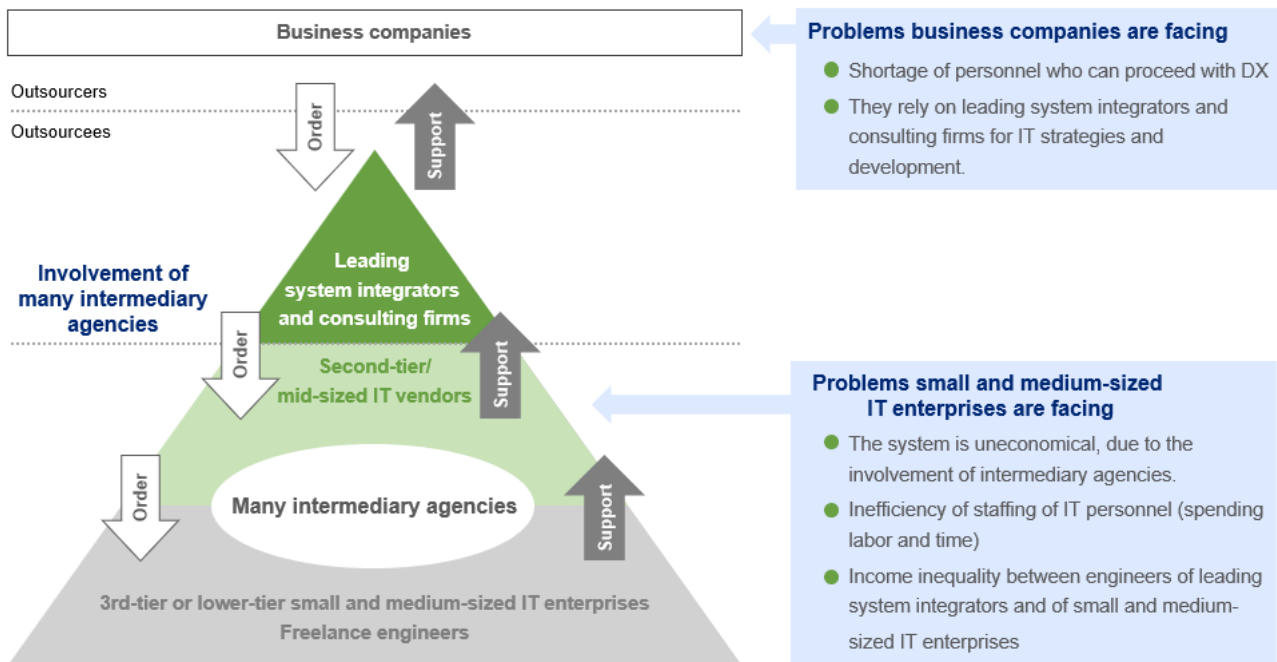 Business companies
Outsourcers
Outsourcees
Order
Support
Involvement of
many intermediary
agencies
Leading
system integrators
and consulting firms
Order
Support
Second-tier/
mid-sized IT vendors
Order
Support
Many intermediary agencies
3rd-tier or lower-tier small and medium-sized IT enterprises
Freelance engineers
Problems business companies are facing
Shortage of personnel who can proceed with DX
They rely on leading system integrators and
consulting firms for IT strategies and
development.
Problems small and medium-sized
IT enterprises are facing
The system is uneconomical, due to the
involvement of intermediary agencies.
Inefficiency of staffing of IT personnel (spending
labor and time)
Income inequality between engineers of leading
system integrators and of small and medium-
sized IT enterprises